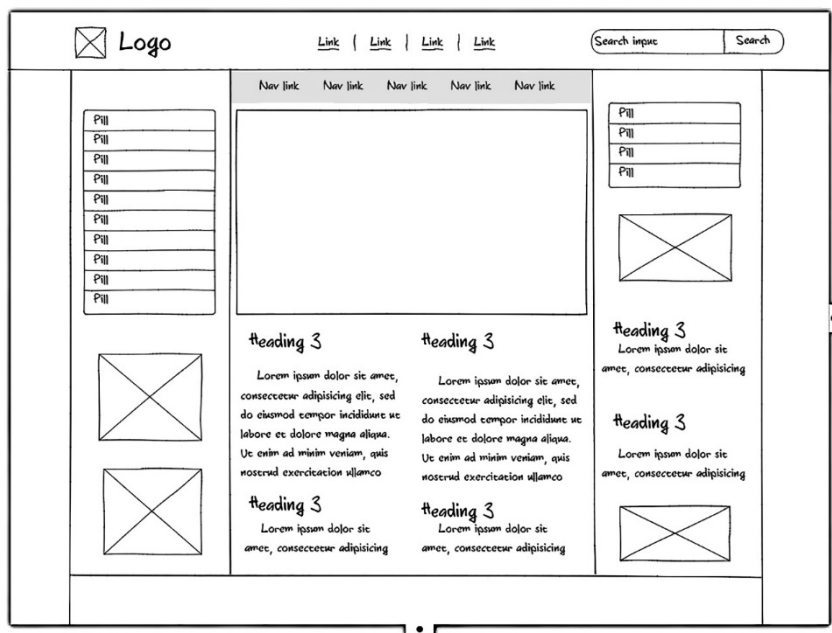 Logo
Link | Link | Link | Link
Search input
Search
Nav link Nav link Nav link Nav link Nav link
Pill
Pill
Pill
Pill
Pill
Pill
Pill
Pill
Pill
Pill
Heading 3
Lorem ipsum dolor sit amet,
consectetur adipisicing elit, sed
do eiusmod tempor incididunt ut
labore et dolore magna aliqua.
Ut enim ad minim veniam, quis
nostrud exercitation ullamco
Heading 3
Lorem ipsum dolor sit
amet, consectetur adipisicing
Heading 3
Lorem ipsum dolor sit amet,
consectetur adipisicing elit, sed
do eiusmod tempor incididunt ut
labore et dolore magna aliqua.
Ut enim ad minim veniam, quis
nostrud exercitation ullamco
Heading 3
Lorem ipsum dolor sit
amet, consectetur adipisicing
Pill
Pill
Pill
Pill
Heading 3
Lorem ipsum dolor sit
amet, consectetur adipisicing
Heading 3
Lorem ipsum dolor sit
amet, consectetur adipisicing